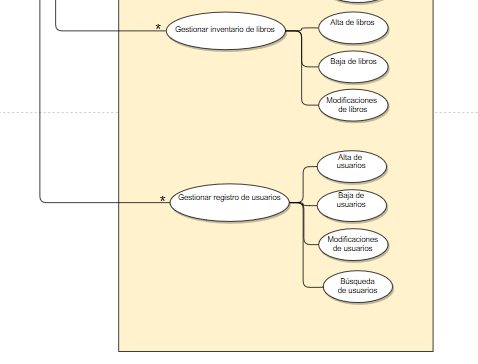 Alta de libros
*
Gestionar inventario de libros
Baja de libros
Modificaciones
de libros
Alta de
usuarios
*
Gestionar registro de usuarios
Baja de
usuarios
Modificaciones
de usuarios
Búsqueda
de usuarios